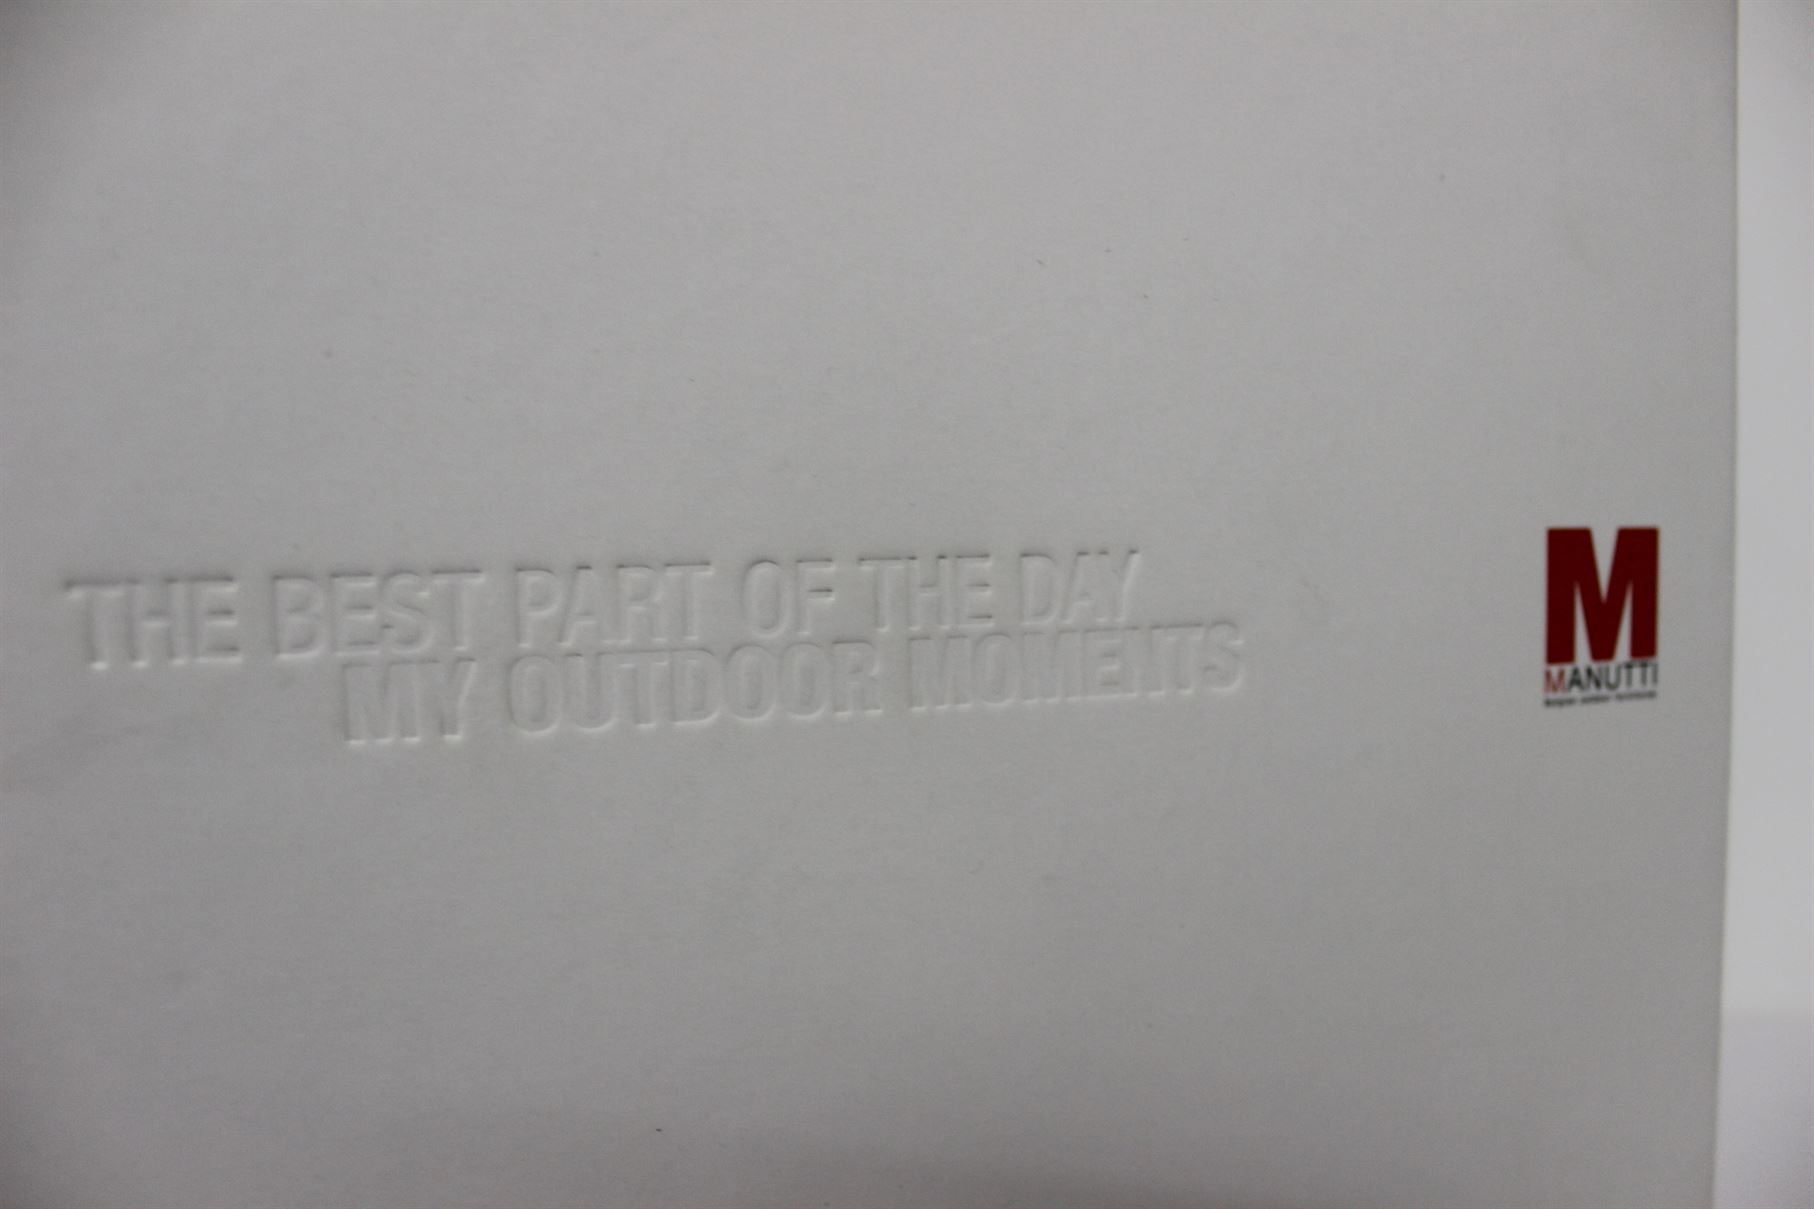 THE BEST PART OF THE DAY
MY OUTDOOR MOMENTS
M
MANUTTI